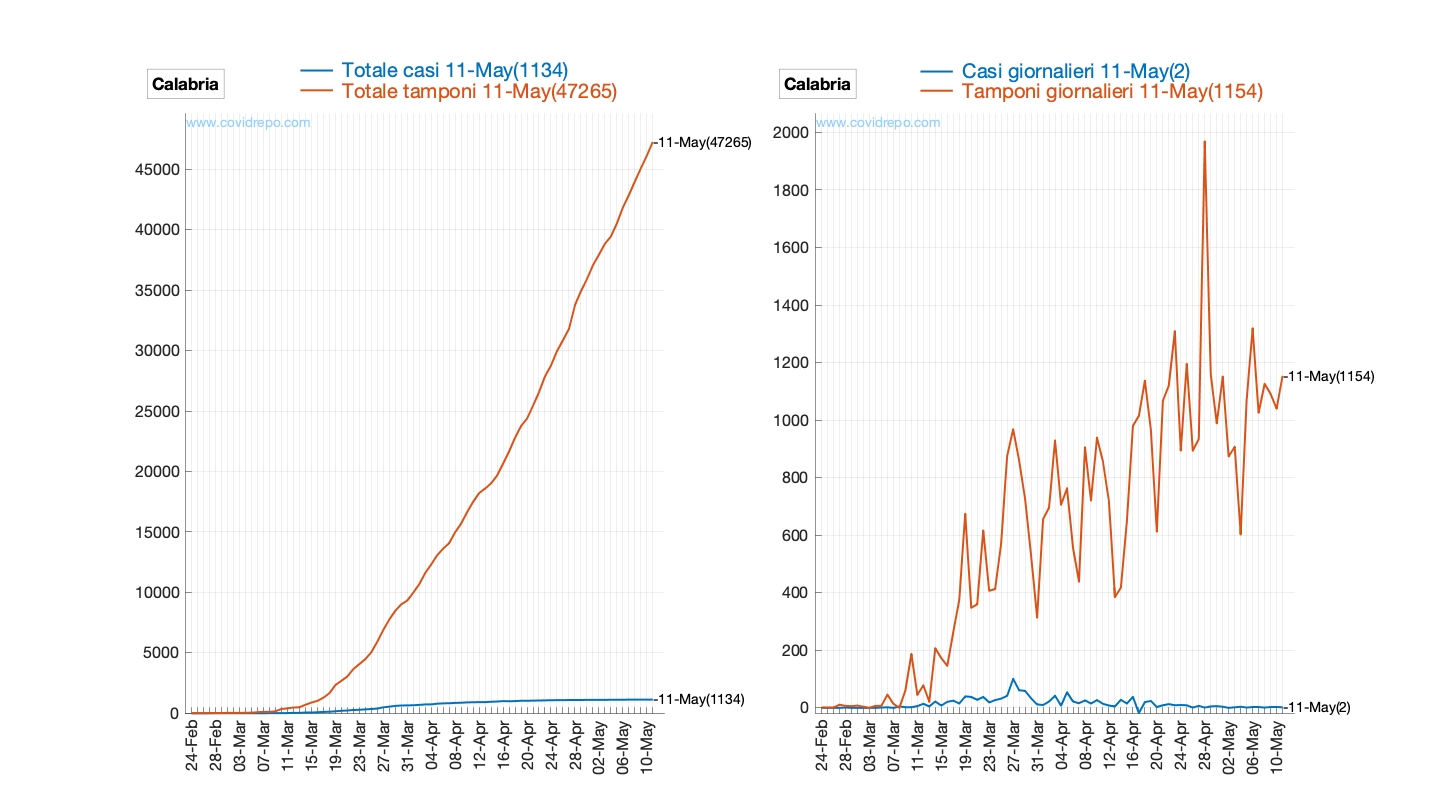 Calabria
Totale casi 11-May(1134)
Totale tamponi 11-May(47265)
www.covidrepo.com
11-May(47265)
45000
40000
35000
30000
25000
20000
15000
10000
5000
0
11-May(1134)
24-Feb
28-Feb
03-Mar
07-Mar
11-Mar
15-Mar
19-Mar
23-Mar
27-Mar
31-Mar
04-Apr
08-Apr
12-Apr
16-Apr
20-Apr
24-Apr
28-Apr
02-May
06-May
10-May
Calabria
Casi giornalieri 11-May(2)
Tamponi giornalieri 11-May(1154)
www.covidrepo.com
2000
1800
1600
1400
1200
11-May(1154)
1000
800
600
400
200
0
11-May(2)
24-Feb
28-Feb
03-Mar
07-Mar
11-Mar
15-Mar
19-Mar
23-Mar
27-Mar
31-Mar
04-Apr
08-Apr
12-Apr
16-Apr
20-Apr
24-Apr
28-Apr
02-May
06-May
10-May